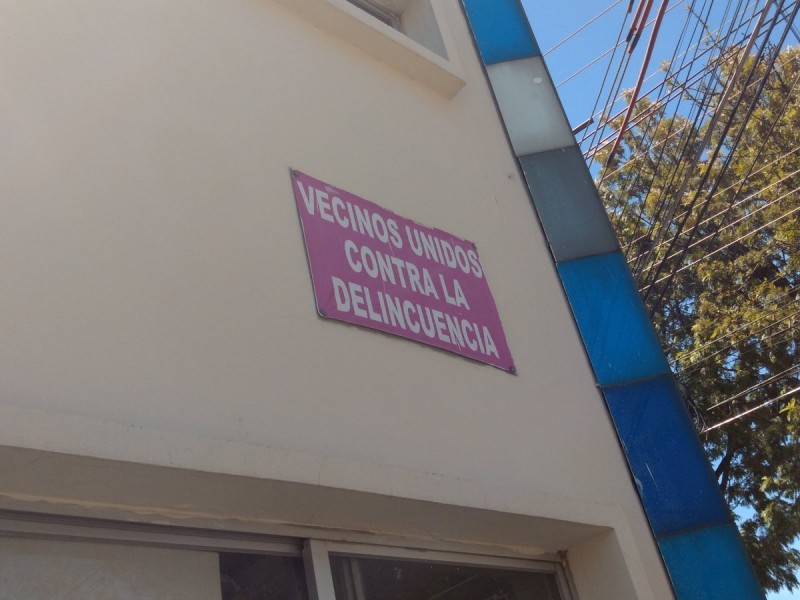 VECINOS UNIDOS
CONTRA LA
DELINCUENCIA